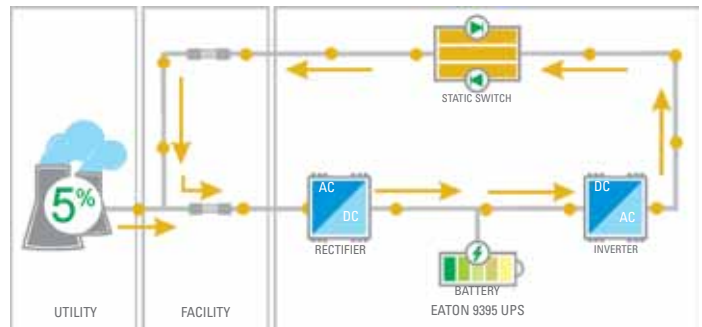 STATIC SWITCH
5%
AC
DC
RECTIFIER
DC
AC
INVERTER
BATTERY
EATON 9395 UPS
UTILITY
FACILITY